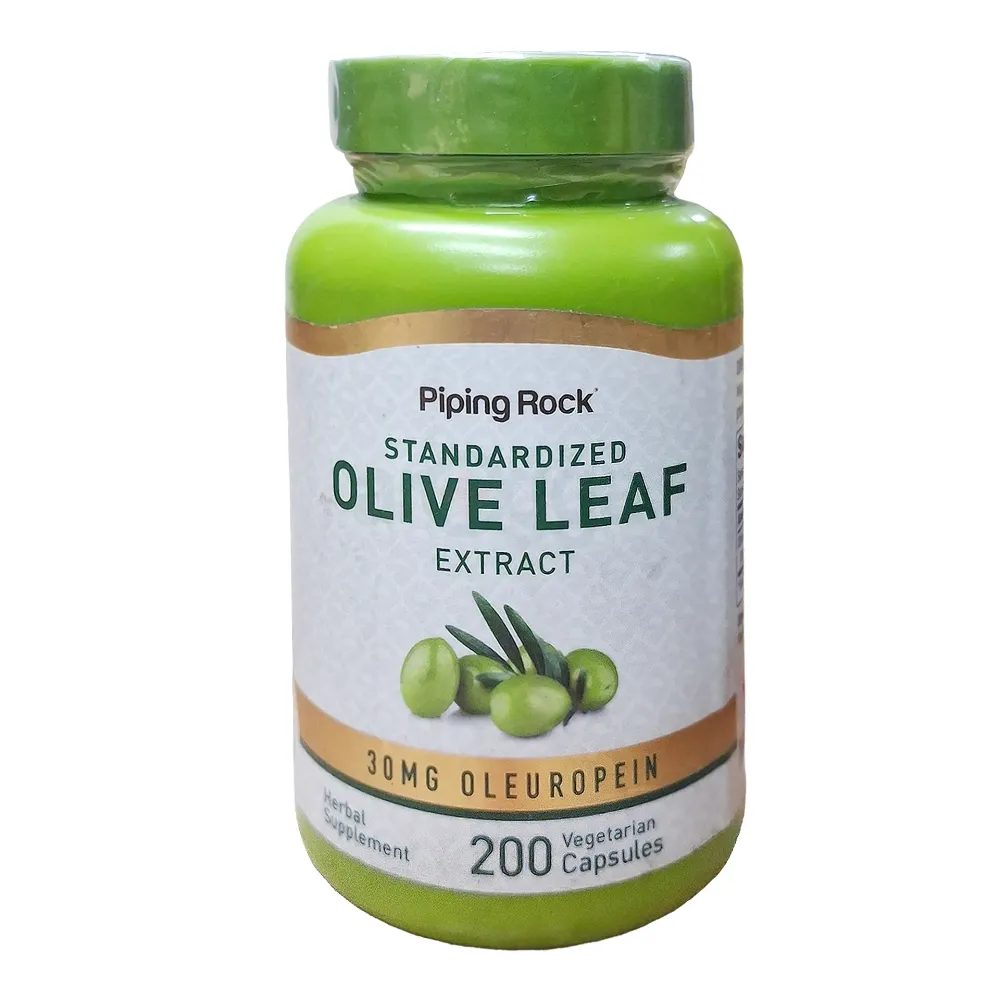 Piping Rock
STANDARDIZED
OLIVE LEAF
EXTRACT
30MG OLEUROPEIN
Herbal
Supplement
200 Vegetarian
Capsules